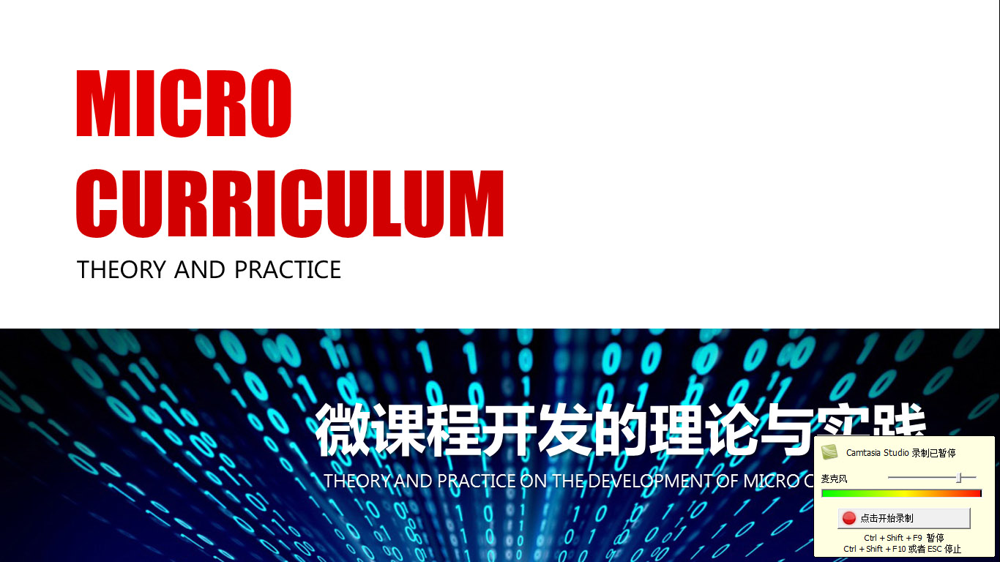 MICRO
CURRICULUM
THEORY AND PRACTICE
微课程开发的理论与实践
THEORY AND PRACTICE ON THE DEVELOPMENT OF MICRO C
Camtasia Studio 录制已暂停
麦克风
点击开始录制
Ctrl + Shift + F9 暂停
Ctrl + Shift + F10 或者 ESC 停止